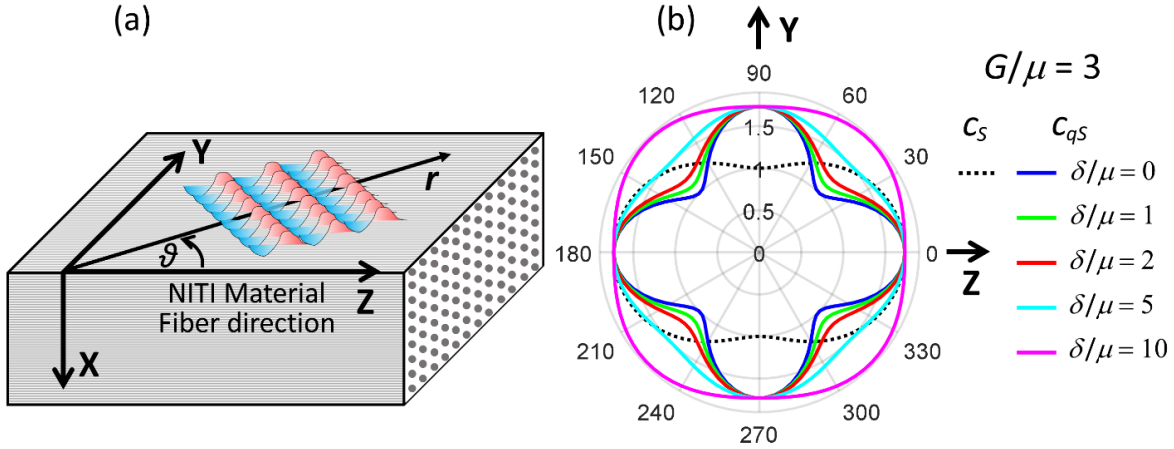 (a)
Y
r
ϑ
Z
NITI Material
Fiber direction
X
(b)
Y
G/μ = 3
90
120
60
1.5
150
30
1
0.5
180
0
0
Z
210
330
240
300
270
c_S
c_qS
δ/μ = 0
δ/μ = 1
δ/μ = 2
δ/μ = 5
δ/μ = 10